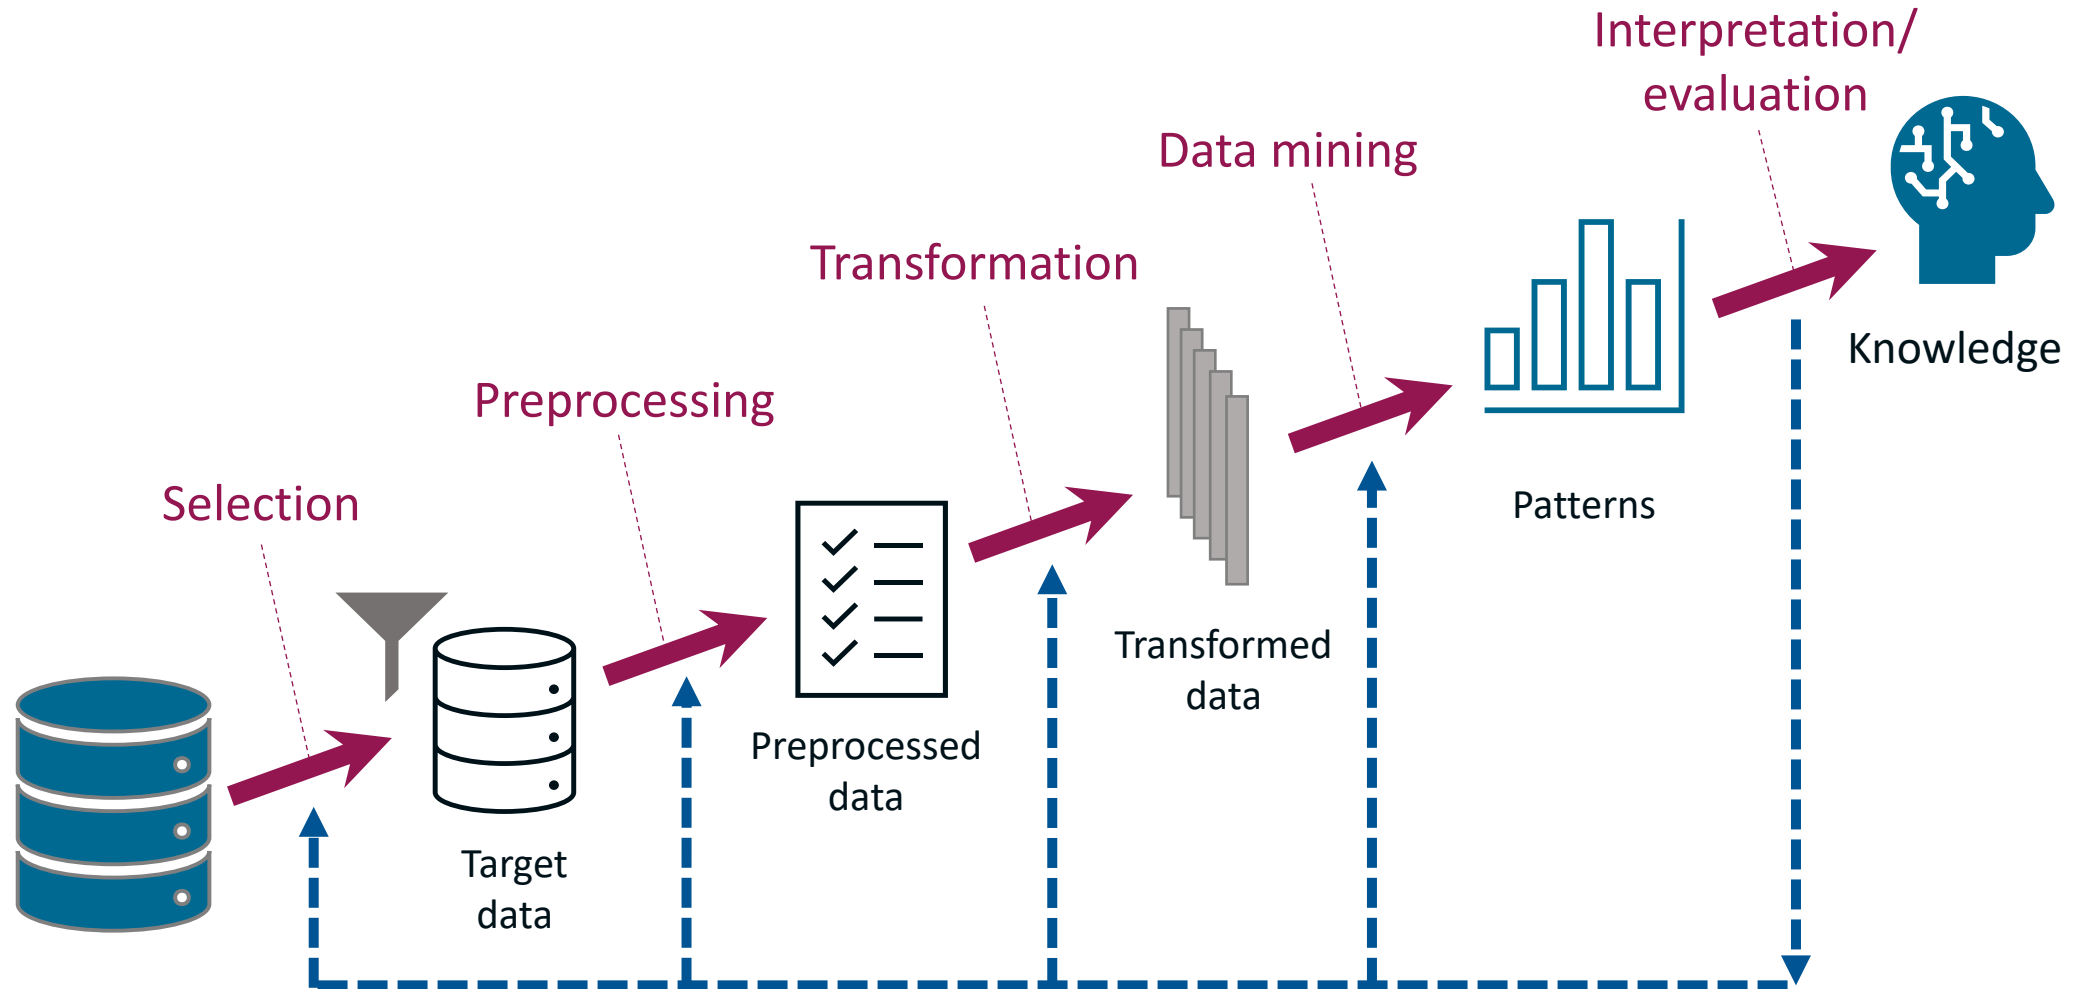 Interpretation/
evaluation
Data mining
Transformation
Knowledge
Preprocessing
Selection
Patterns
Transformed
data
Preprocessed
data
Target
data